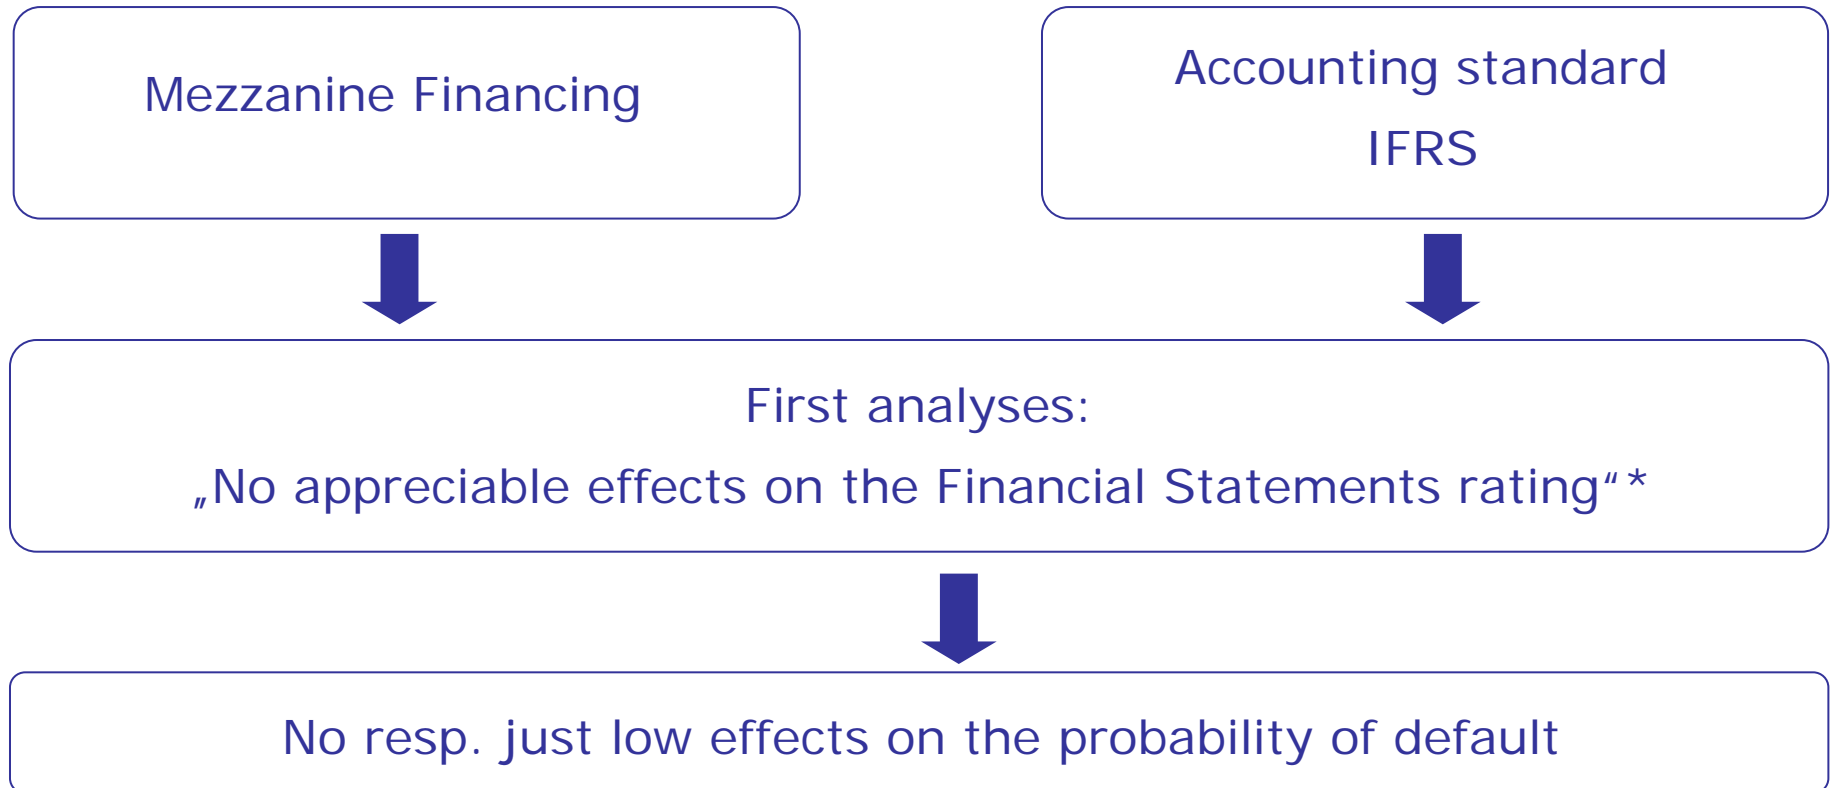 Mezzanine Financing
Accounting standard
IFRS
First analyses:
„No appreciable effects on the Financial Statements rating“*
No resp. just low effects on the probability of default